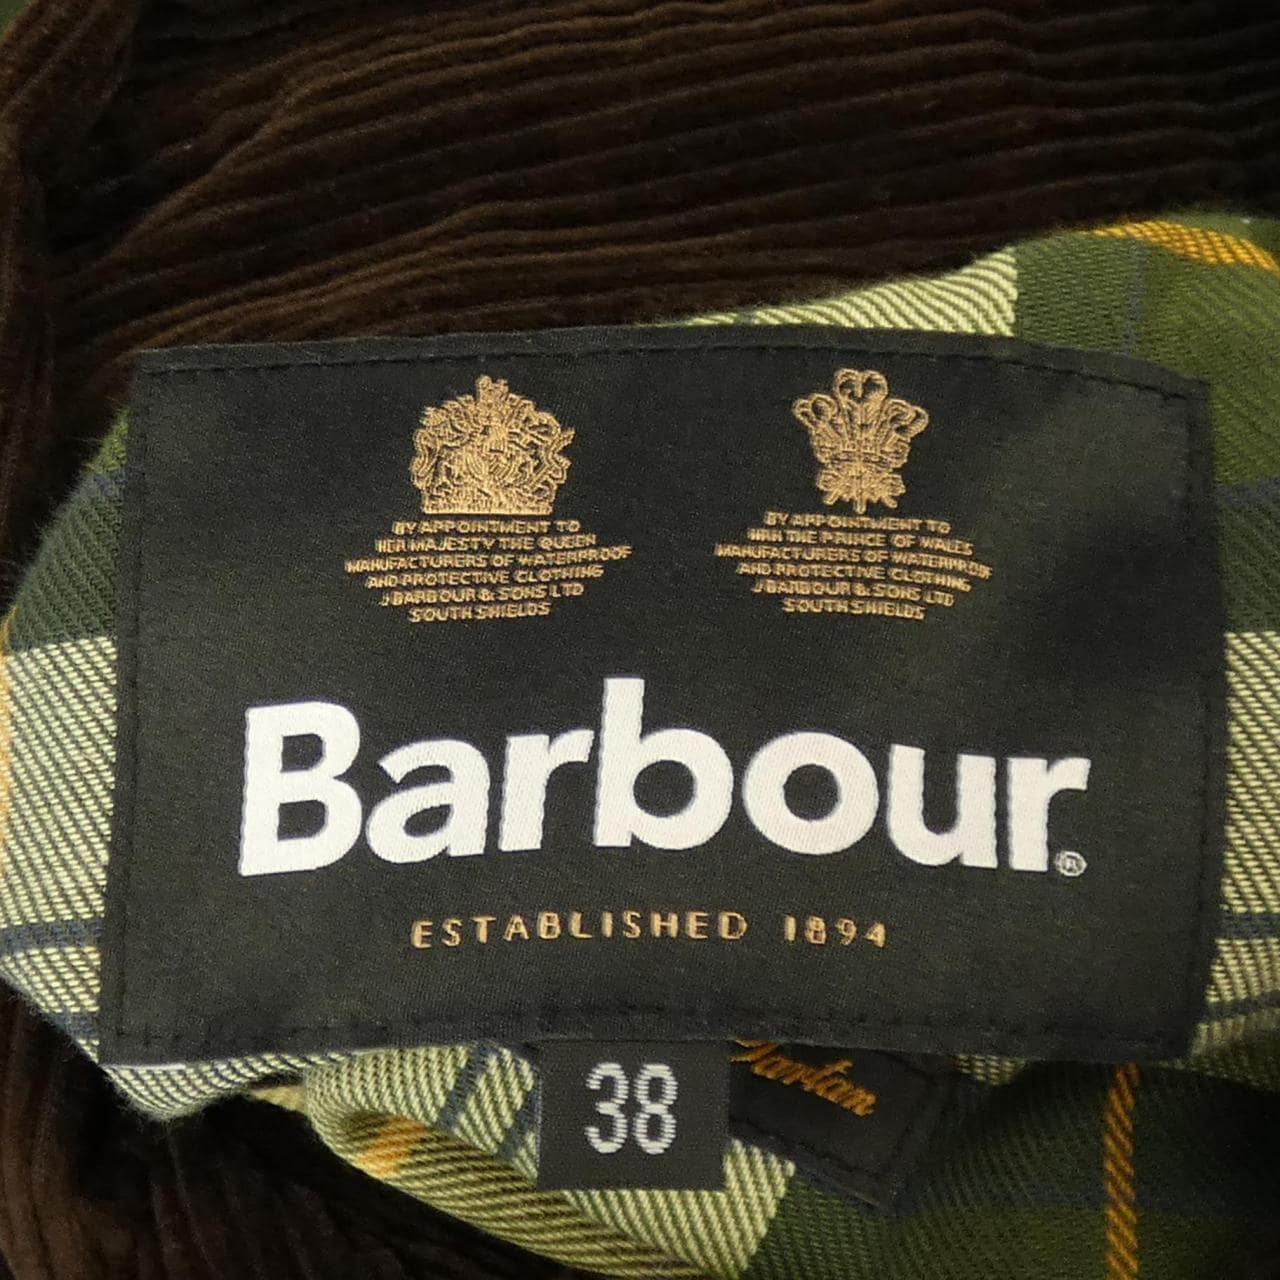 BY APPOINTMENT TO
HER MAJESTY THE QUEEN
MANUFACTURERS OF WATERPROOF
AND PROTECTIVE CLOTHING
J BARBOUR & SONS LTD
SOUTH SHIELDS
BY APPOINTMENT TO
HRH THE PRINCE OF WALES
MANUFACTURERS OF WATERPROOF
AND PROTECTIVE CLOTHING
J BARBOUR & SONS LTD
SOUTH SHIELDS
Barbour®
ESTABLISHED 1894
38
Tartan